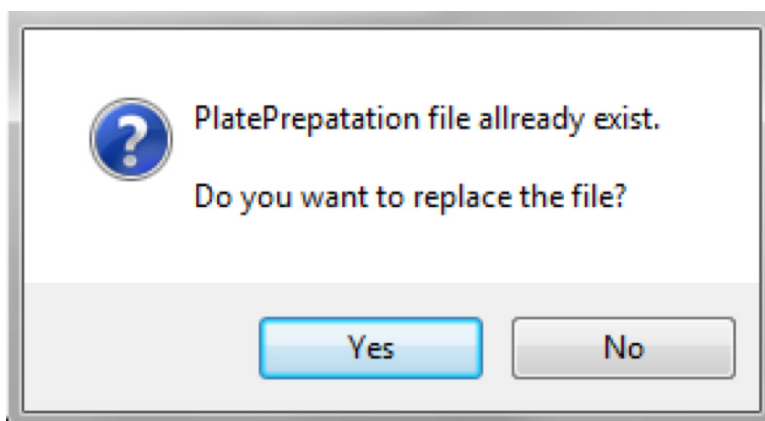 PlatePrepatation file allready exist.
Do you want to replace the file?
Yes No